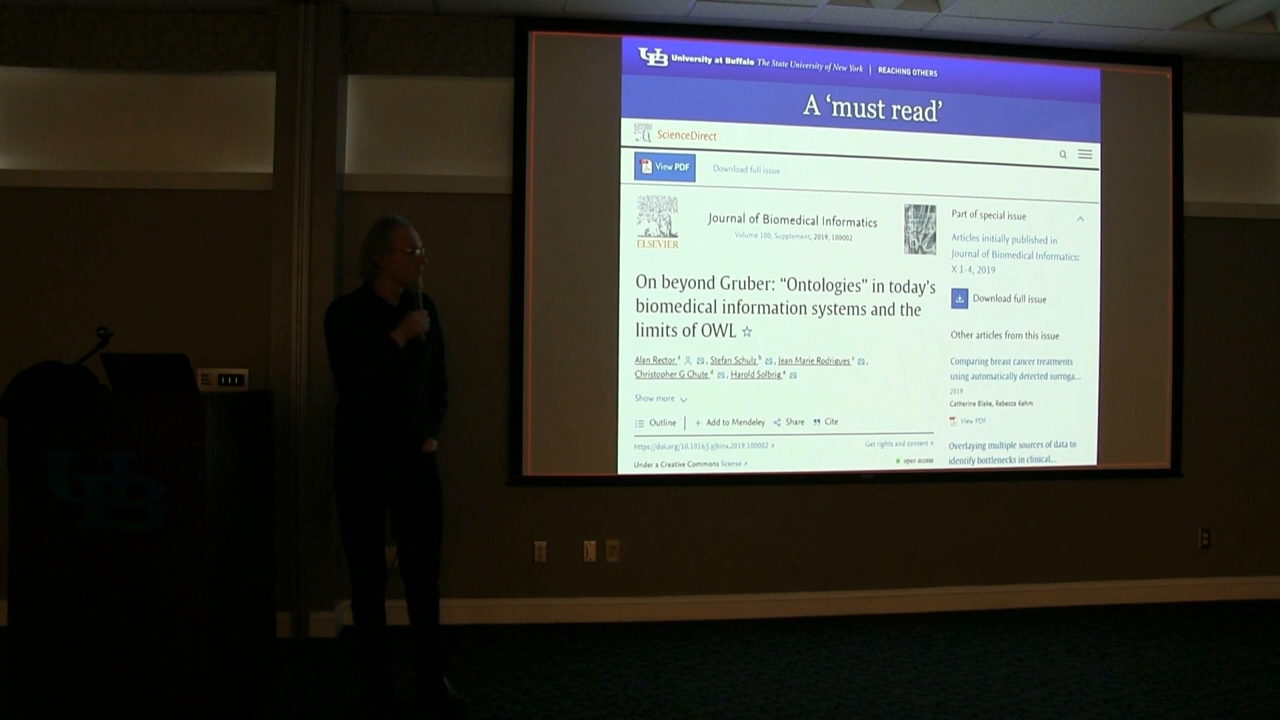 UB University at Buffalo The State University of New York | REACHING OTHERS
A ‘must read’
ScienceDirect
View PDF
Download full issue
ELSEVIER
Journal of Biomedical Informatics
Volume 100, Supplement, 2019, 100002
On beyond Gruber: “Ontologies” in today's
biomedical information systems and the
limits of OWL ☆
Alan Rector a, Stefan Schulz b, Jean Marie Rodrigues c,
Christopher G Chute d, Harold Solbrig e
Show more
Outline | + Add to Mendeley Share Cite
https://doi.org/10.1016/j.yjbinx.2019.100002
Get rights and content
Under a Creative Commons license
open access
Part of special issue
Articles initially published in
Journal of Biomedical Informatics:
X 1-4, 2019
Download full issue
Other articles from this issue
Comparing breast cancer treatments
using automatically detected surroga...
2019
Catherine Blake, Rebecca Kehm
View PDF
Overlaying multiple sources of data to
identify bottlenecks in clinical...
UB